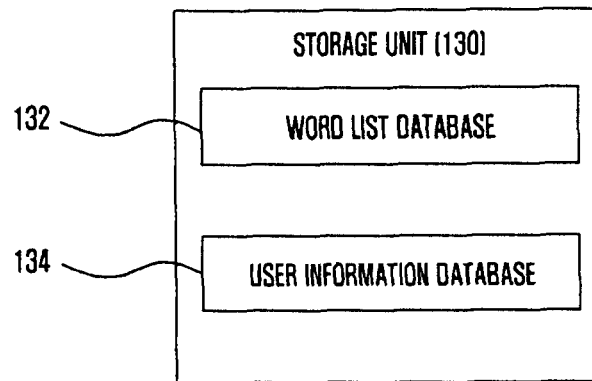 STORAGE UNIT (130)
132
WORD LIST DATABASE
134
USER INFORMATION DATABASE